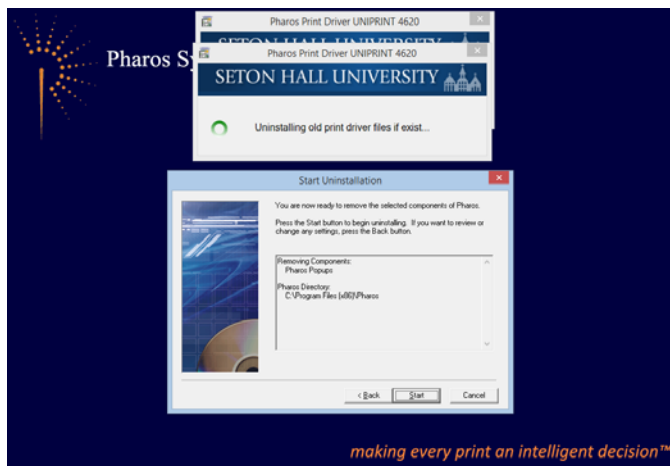 Pharos Print Driver UNIPRINT 4620
SETON HALL UNIVERSITY
Pharos Sy
Pharos Print Driver UNIPRINT 4620
SETON HALL UNIVERSITY
Uninstalling old print driver files if exist...
Start Uninstallation
You are now ready to remove the selected components of Pharos.
Press the Start button to begin uninstalling. If you want to review or
change any settings, press the Back button.
Removing Components:
Pharos Popups
Pharos Directory:
C:\Program Files (x86)\Pharos
< Back
Start
Cancel
making every print an intelligent decision™